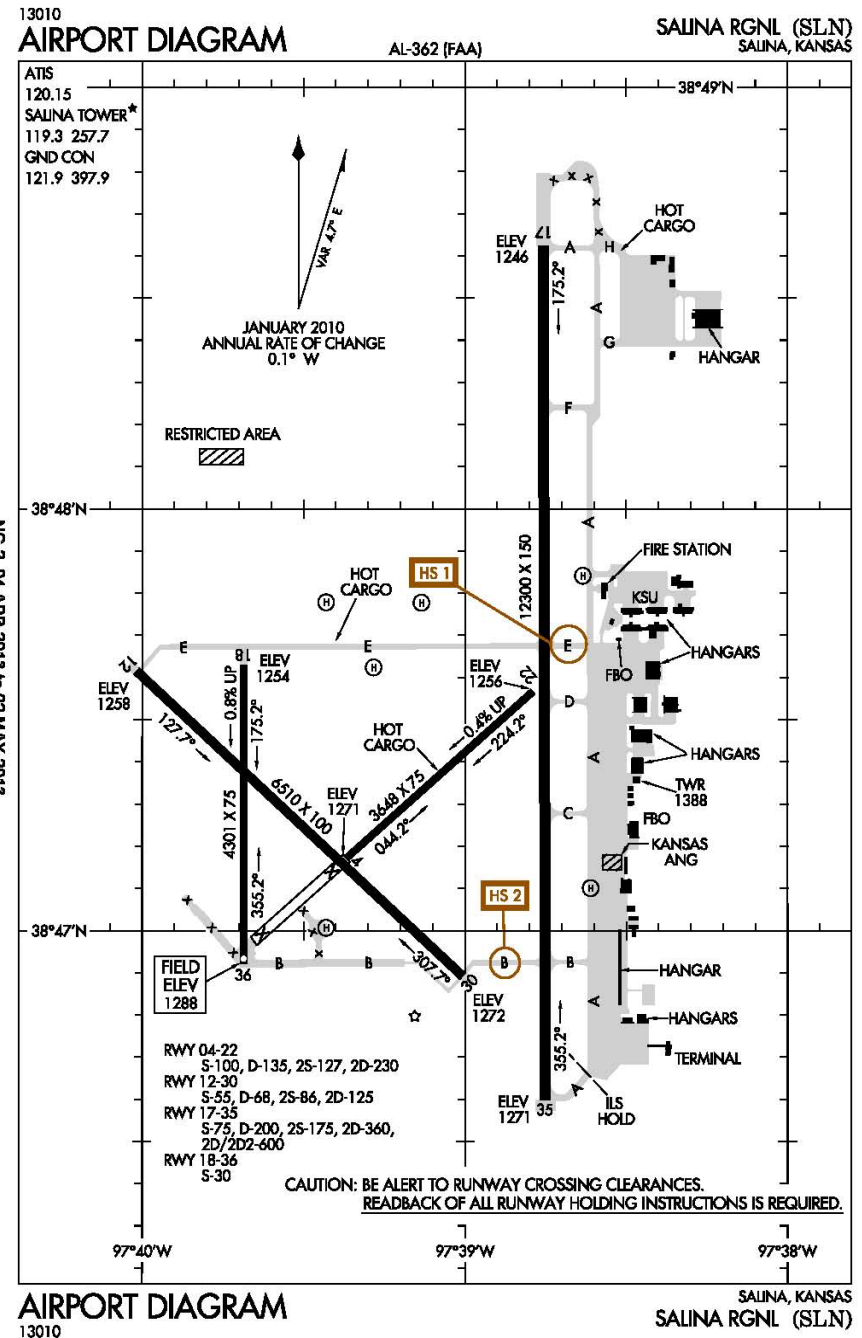 13010
AIRPORT DIAGRAM
AL-362 (FAA)
SALINA RGNL (SLN)
SALINA, KANSAS
ATIS
120.15
SALINA TOWER★
119.3 257.7
GND CON
121.9 397.9
38°49'N
VAR 4.7° E
JANUARY 2010
ANNUAL RATE OF CHANGE
0.1° W
RESTRICTED AREA
HOT
CARGO
17
ELEV
1246
A
H
175.2°
A
G
HANGAR
F
38°48'N
A
12300 X 150
FIRE STATION
H
HOT
CARGO
HS 1
H
H
KSU
HANGARS
E
E
E
FBO
18
ELEV
1254
H
ELEV
1256
22
12
ELEV
1258
0.8% UP
175.2°
127.7°
HOT
CARGO
0.4% UP
224.2°
D
A
HANGARS
TWR
1388
6510 X 100
ELEV
1271
3648 X 75
044.2°
4301 X 75
C
FBO
KANSAS
ANG
4
355.2°
HS 2
H
38°47'N
H
307.7°
36
B
B
B
B
30
FIELD
ELEV
1288
ELEV
1272
HANGAR
A
HANGARS
355.2°
TERMINAL
RWY 04-22
S-100, D-135, 2S-127, 2D-230
RWY 12-30
S-55, D-68, 2S-86, 2D-125
RWY 17-35
S-75, D-200, 2S-175, 2D-360,
2D/2D2-600
RWY 18-36
S-30
ELEV
1271
35
A
ILS
HOLD
CAUTION: BE ALERT TO RUNWAY CROSSING CLEARANCES.
READBACK OF ALL RUNWAY HOLDING INSTRUCTIONS IS REQUIRED.
97°40'W
97°39'W
97°38'W
AIRPORT DIAGRAM
13010
SALINA, KANSAS
SALINA RGNL (SLN)